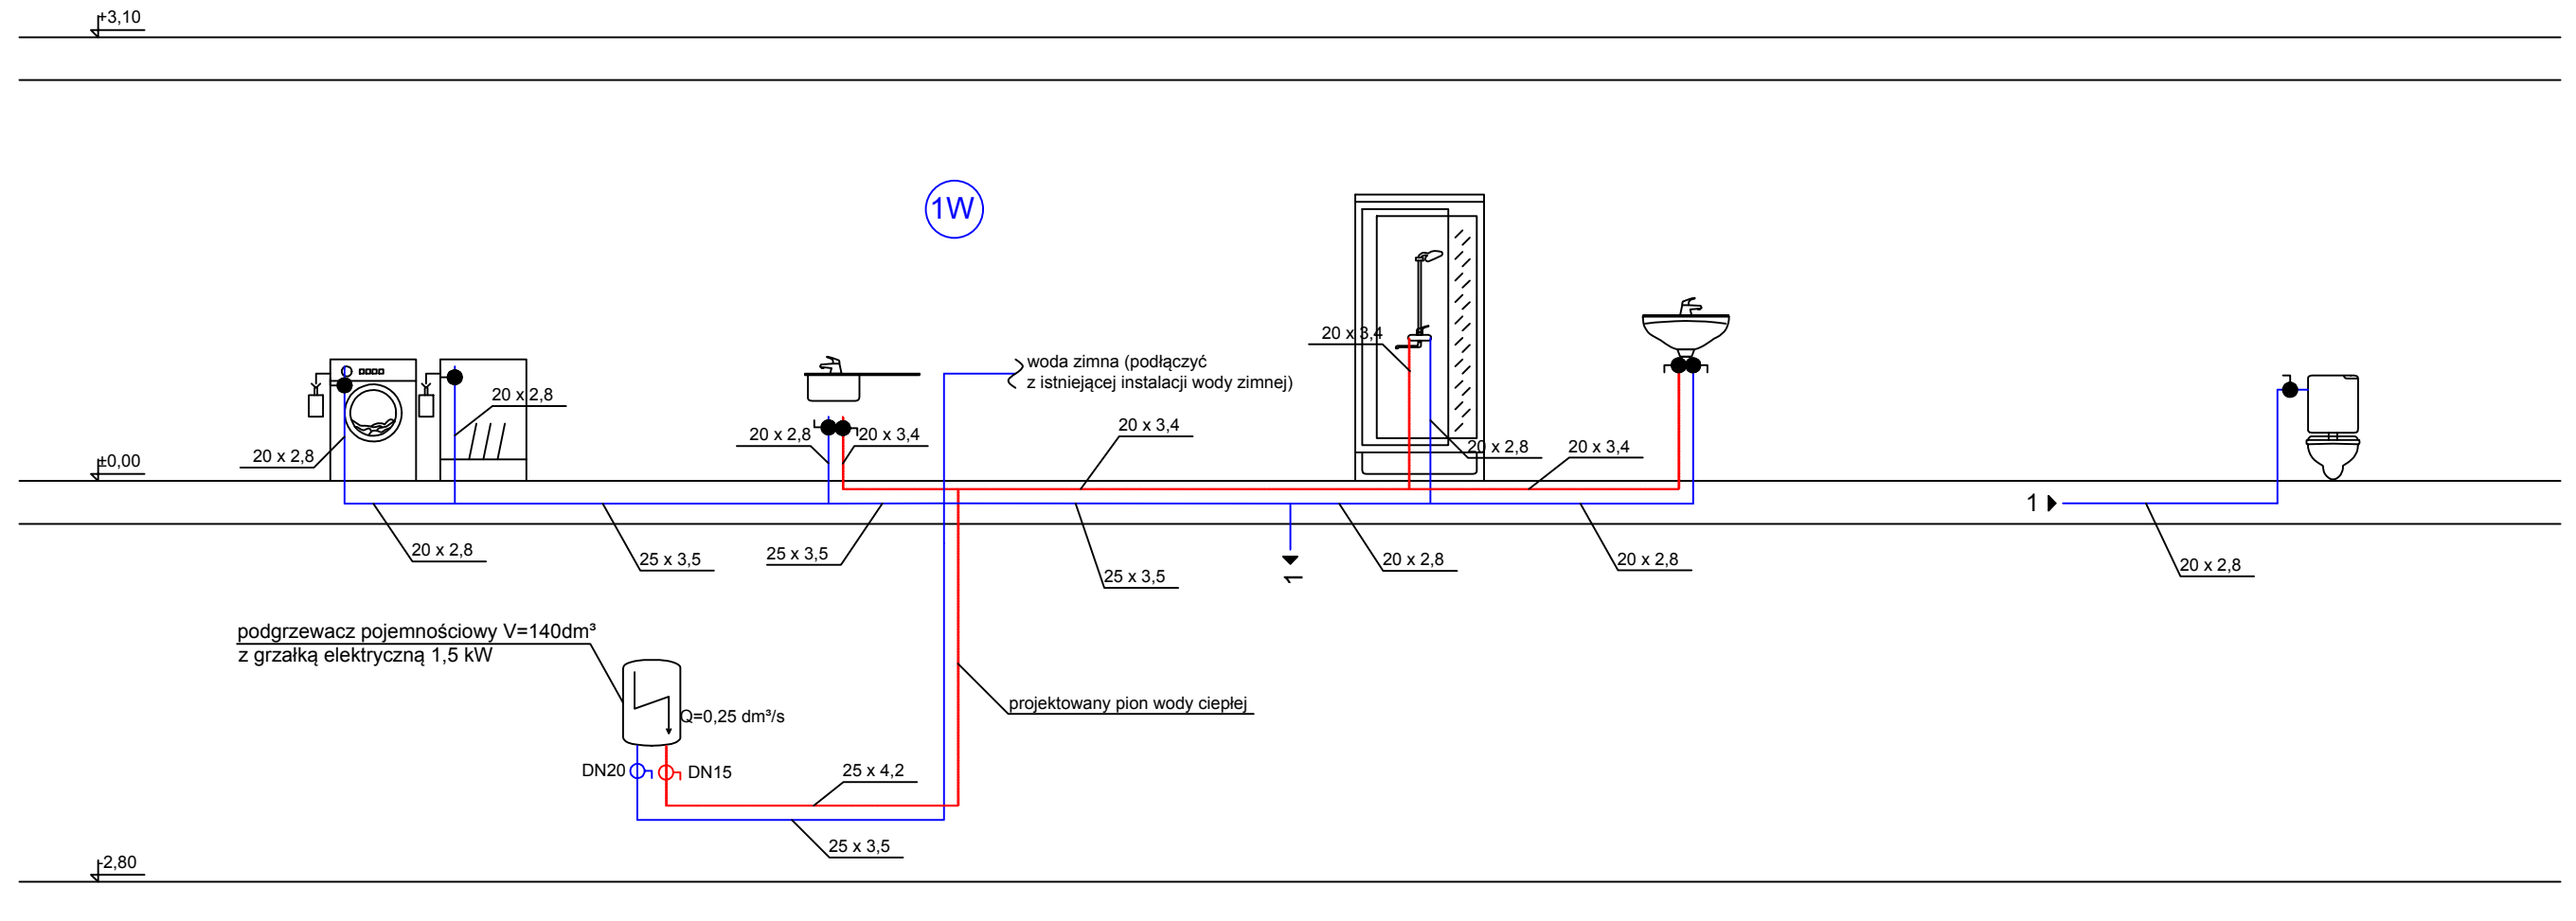 +3,10
1W
20 x 3,4
woda zimna (podłączyć
z istniejącej instalacji wody zimnej)
20 x 2,8
20 x 2,8
20 x 2,8
20 x 3,4
20 x 3,4
20 x 2,8
20 x 3,4
±0,00
1
20 x 2,8
25 x 3,5
25 x 3,5
25 x 3,5
1
20 x 2,8
20 x 2,8
20 x 2,8
podgrzewacz pojemnościowy V=140dm³
z grzałką elektryczną 1,5 kW
Q=0,25 dm³/s
projektowany pion wody ciepłej
DN20
DN15
25 x 4,2
25 x 3,5
-2,80